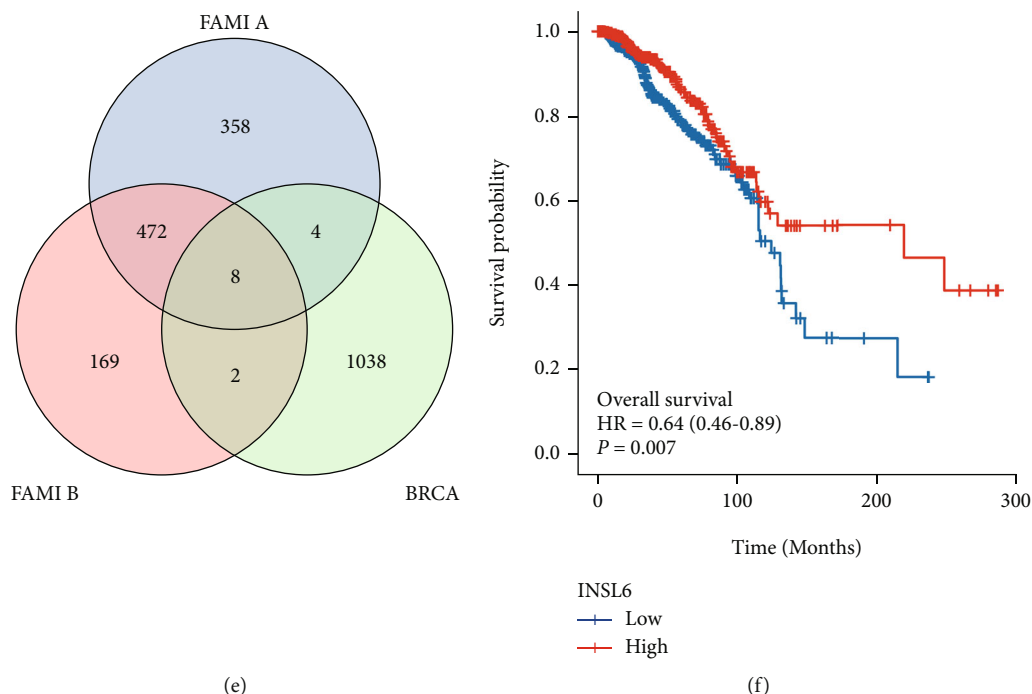 FAMI A
358
472
4
8
169
2
1038
FAMI B
BRCA
(e)
Survival probability
1.0
0.8
0.6
0.4
0.2
0.0
Overall survival
HR = 0.64 (0.46-0.89)
P = 0.007
0 100 200 300
Time (Months)
INSL6
Low
High
(f)